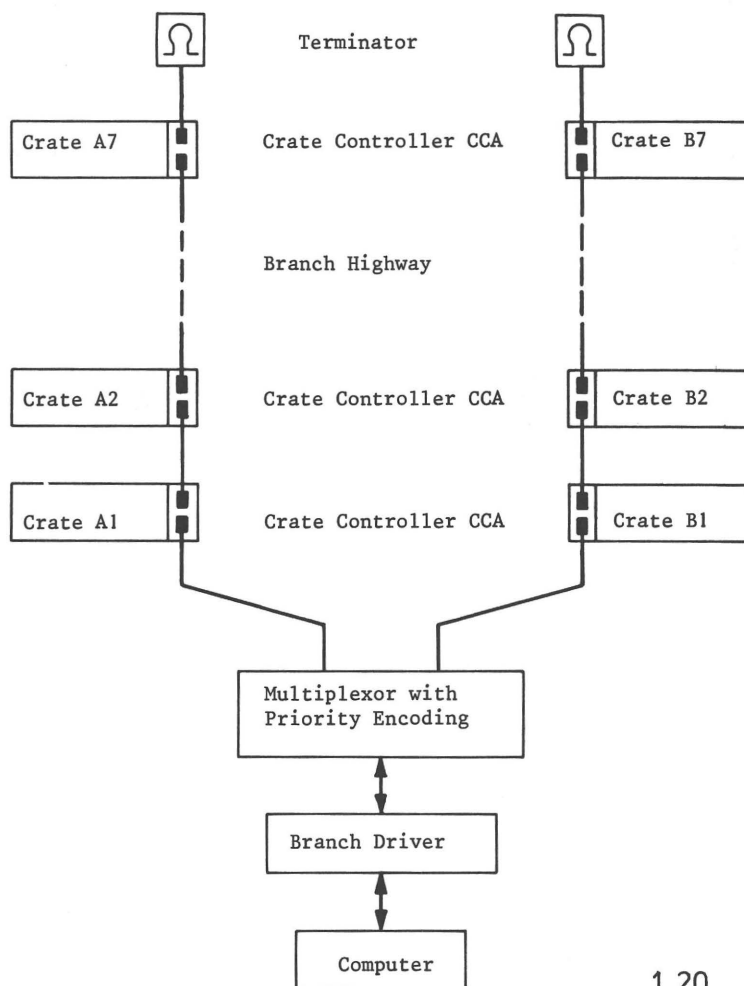 Ω Terminator Ω
Crate A7 Crate Controller CCA Crate B7
Branch Highway
Crate A2 Crate Controller CCA Crate B2
Crate A1 Crate Controller CCA Crate B1
Multiplexor with
Priority Encoding
Branch Driver
Computer
1.20